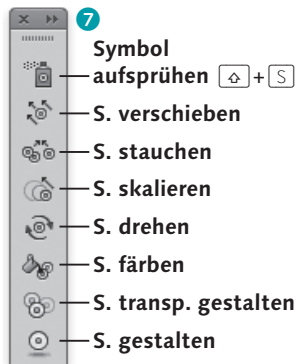 7
Symbol
aufsprühen ⇧ + S
S. verschieben
S. stauchen
S. skalieren
S. drehen
S. färben
S. transp. gestalten
S. gestalten